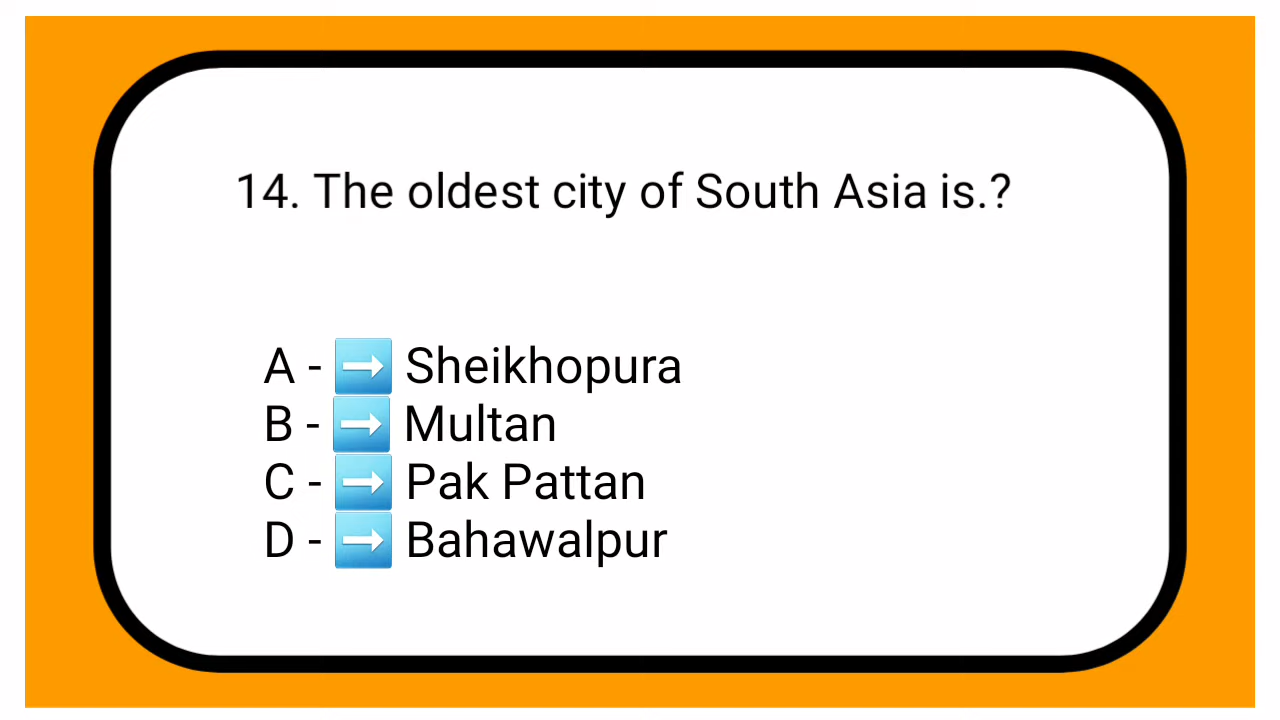 14. The oldest city of South Asia is.?
A - ➡️ Sheikhopura
B - ➡️ Multan
C - ➡️ Pak Pattan
D - ➡️ Bahawalpur